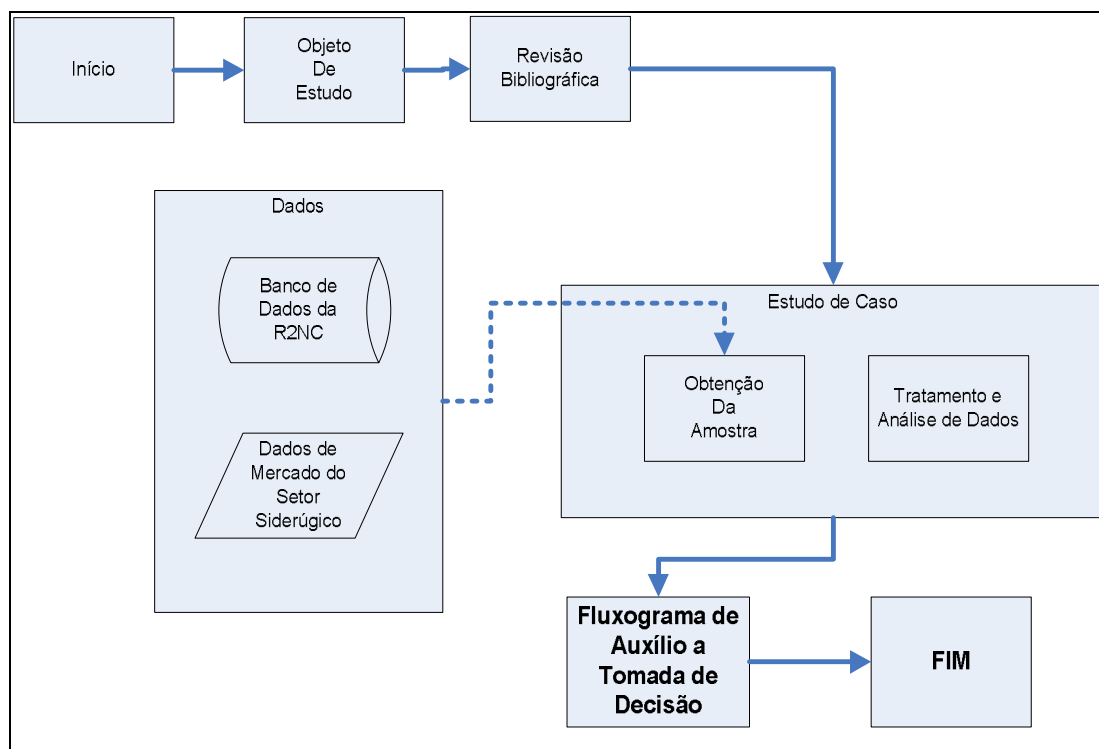 Início
Objeto
De
Estudo
Revisão
Bibliográfica
Dados
Banco de
Dados da
R2NC
Dados de
Mercado do
Setor
Siderúgico
Estudo de Caso
Obtenção
Da
Amostra
Tratamento e
Análise de Dados
Fluxograma de
Auxílio a
Tomada de
Decisão
FIM